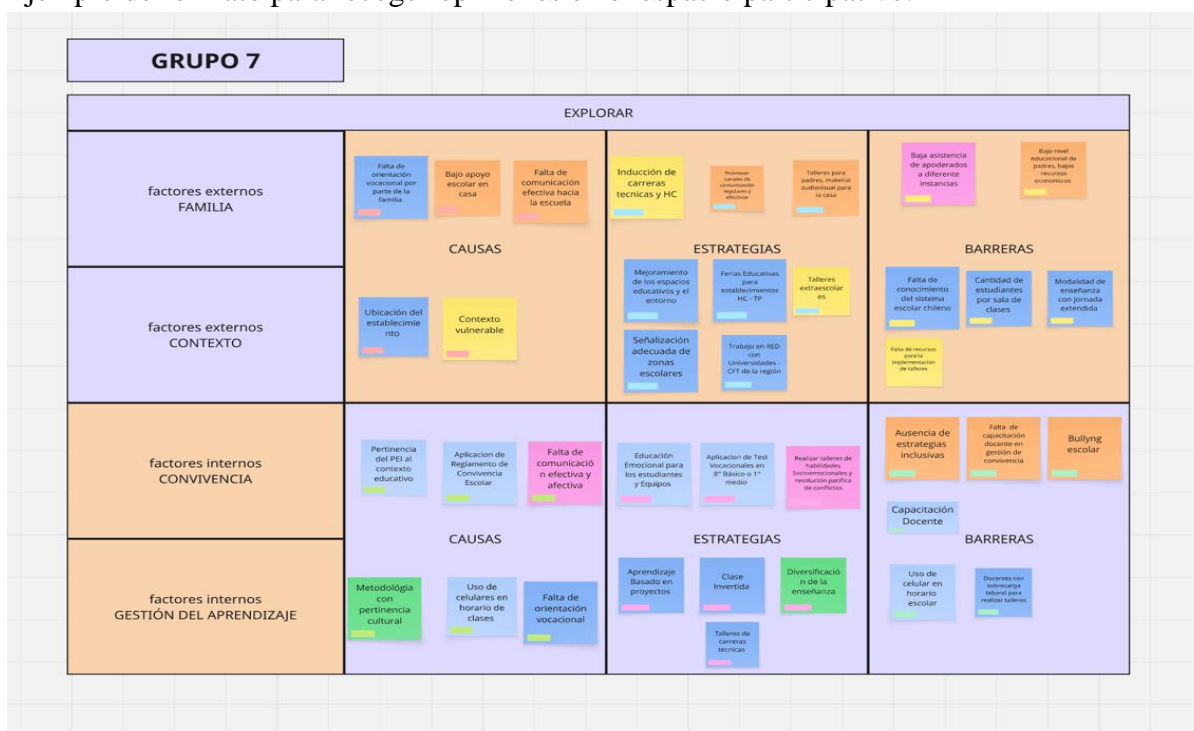 GRUPO 7
EXPLORAR
factores externos
FAMILIA
Falta de
orientación
vocacional por
parte de la
familia
Bajo apoyo
escolar en
casa
Falta de
comunicación
efectiva hacia
la escuela
CAUSAS
Inducción de
carreras
tecnicas y HC
Promover
canales de
comunicación
regulares y
efectivos
Talleres para
padres, material
audiovisual para
la casa
ESTRATEGIAS
Baja asistencia
de apoderados
a diferente
instancias
Bajo nivel
educacional de
padres, bajos
recursos
economicos
BARRERAS
factores externos
CONTEXTO
Ubicación del
establecimie
nto
Contexto
vulnerable
Mejoramiento
de los espacios
educativos y el
entorno
Ferias Educativas
para
establecimientos
HC - TP
Talleres
extraescolar
es
Señalización
adecuada de
zonas
escolares
Trabajo en RED
con
Universidades -
CFT de la región
Falta de
conocimiento
del sistema
escolar chileno
Cantidad de
estudiantes
por sala de
clases
Modalidad de
enseñanza
con jornada
extendida
Falta de recursos
para la
implementación
de talleres
factores internos
CONVIVENCIA
Pertinencia
del PEI al
contexto
educativo
Aplicacion de
Reglamento de
Convivencia
Escolar
Falta de
comunicació
n efectiva y
afectiva
CAUSAS
Educación
Emocional para
los estudiantes
y Equipos
Aplicacion de Test
Vocacionales en
8° Básico o 1°
medio
Realizar talleres de
habilidades
Socioemocionales y
resolución pacifica
de conflictos
ESTRATEGIAS
Ausencia de
estrategias
inclusivas
Falta de
capacitación
docente en
gestión de
convivencia
Bullyng
escolar
Capacitación
Docente
BARRERAS
factores internos
GESTIÓN DEL APRENDIZAJE
Metodológia
con
pertinencia
cultural
Uso de
celulares en
horario de
clases
Falta de
orientación
vocacional
Aprendizaje
Basado en
proyectos
Clase
Invertida
Diversificació
n de la
enseñanza
Talleres de
carreras
tecnicas
Uso de
celular en
horario
escolar
Docentes con
sobrecarga
laboral para
realizar talleres